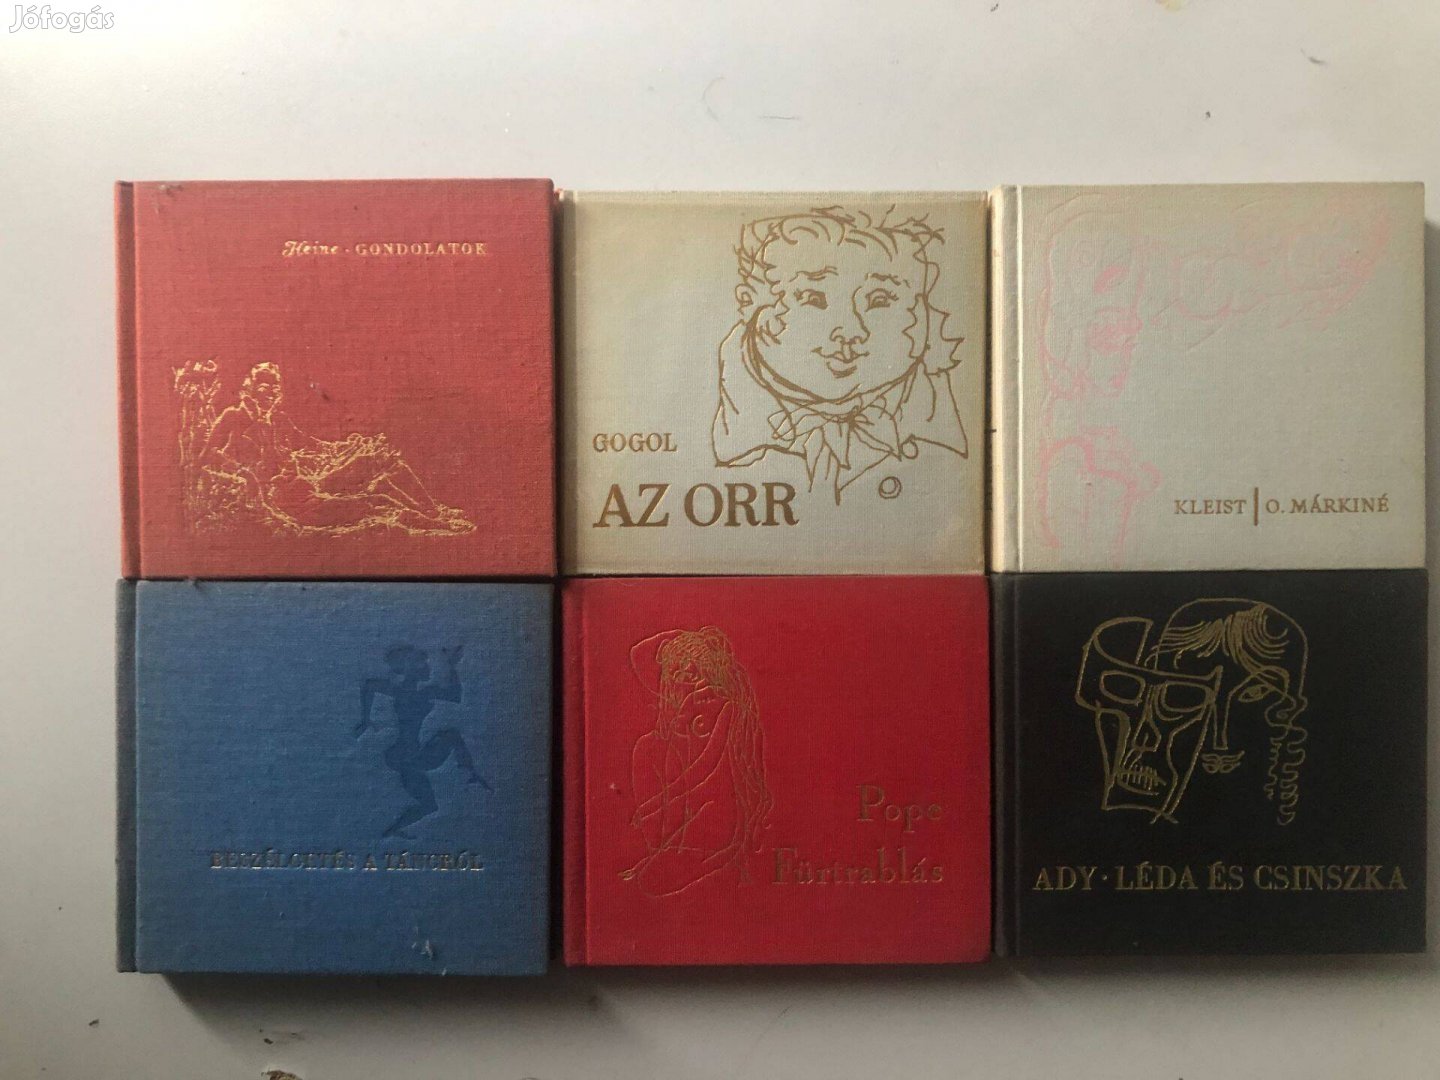 Jófogás
Heine · GONDOLATOK
GOGOL
AZ ORR
KLEIST | O. MÁRKINÉ
BESZÉLGETÉS A TÁNCRÓL
Pope
Fürtrablás
ADY · LÉDA ÉS CSINSZKA